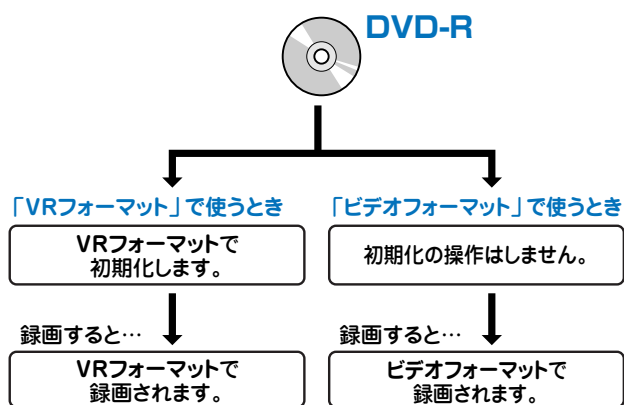 DVD-R
「VRフォーマット」で使うとき
VRフォーマットで
初期化します。
録画すると…
VRフォーマットで
録画されます。
「ビデオフォーマット」で使うとき
初期化の操作はしません。
録画すると…
ビデオフォーマットで
録画されます。